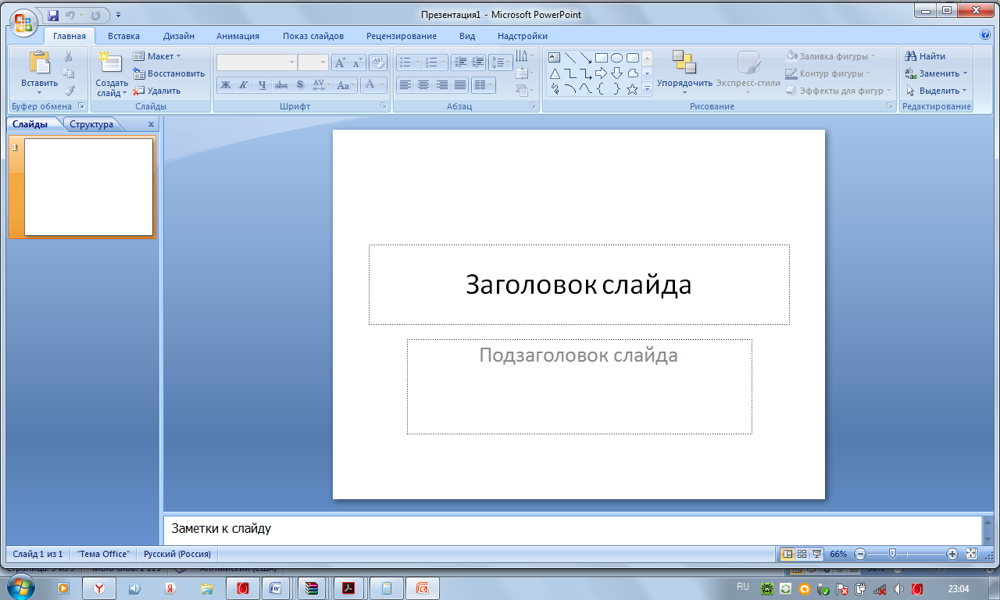 Презентация1 - Microsoft PowerPoint
Главная Вставка Дизайн Анимация Показ слайдов Рецензирование Вид Надстройки
Вставить
Буфер обмена
Создать слайд
Макет
Восстановить
Удалить
Слайды
Ж К Ч abc S AV Aa A
Шрифт
Абзац
Упорядочить
Экспресс-стили
Заливка фигуры
Контур фигуры
Эффекты для фигур
Рисование
Найти
Заменить
Выделить
Редактирование
Слайды Структура x
1
Заголовок слайда
Подзаголовок слайда
Заметки к слайду
Слайд 1 из 1 "Тема Office" Русский (Россия) 66%
RU 23:04